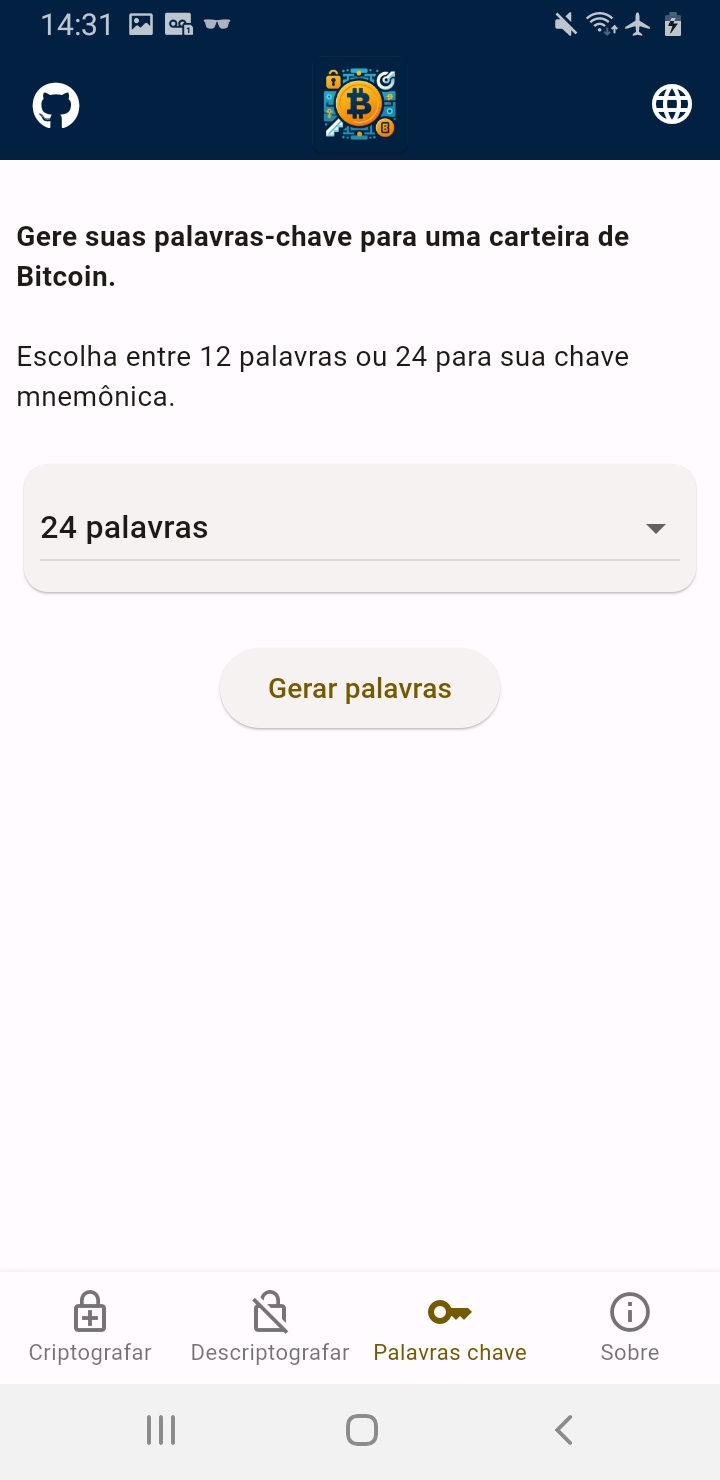 14:31
Gere suas palavras-chave para uma carteira de
Bitcoin.
Escolha entre 12 palavras ou 24 para sua chave
mnemônica.
24 palavras
Gerar palavras
Criptografar
Descriptografar
Palavras chave
Sobre